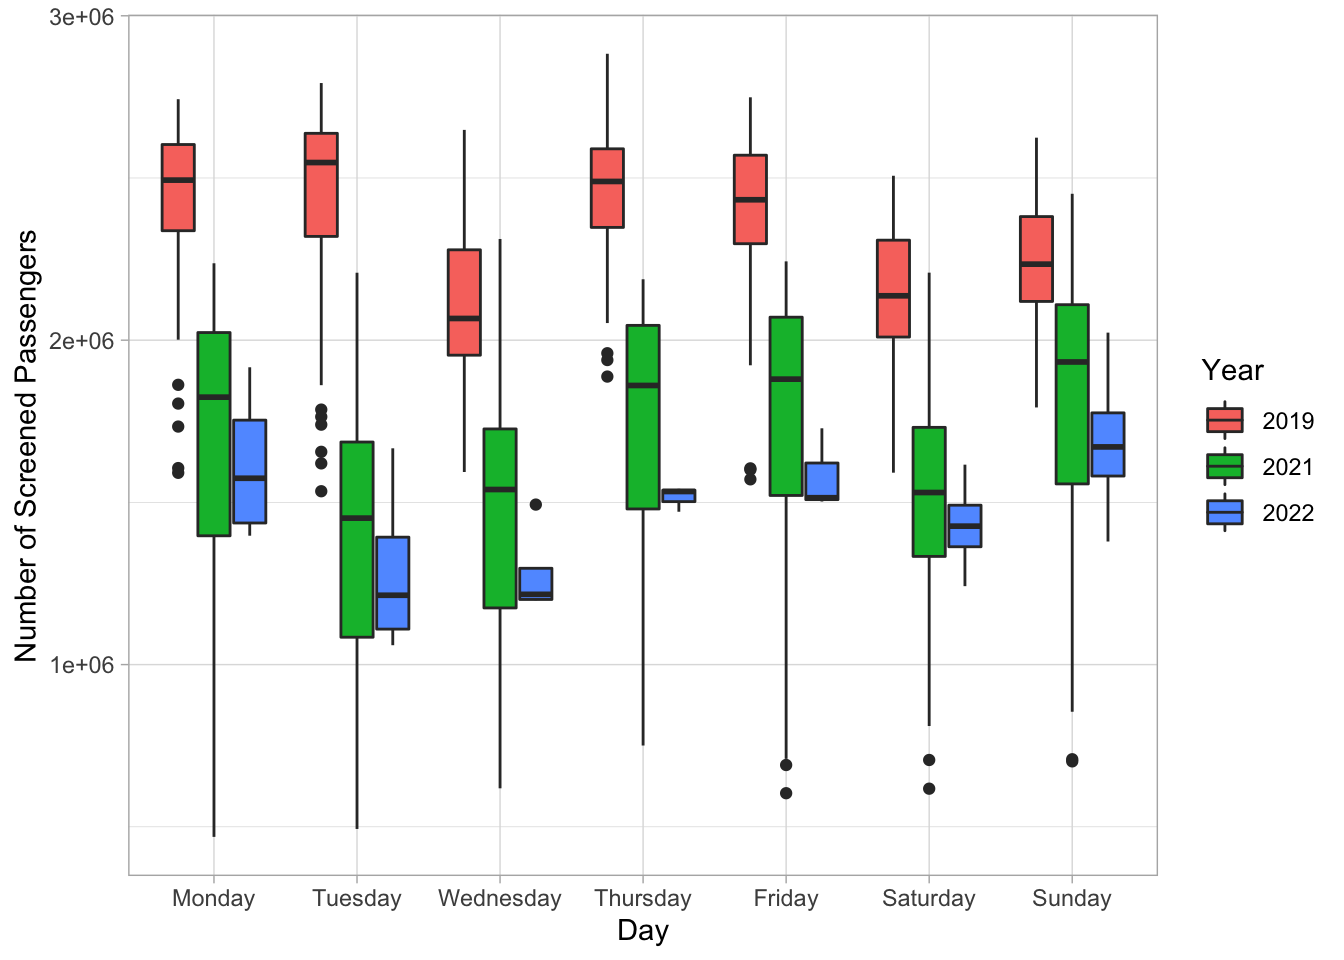 Number of Screened Passengers
3e+06
2e+06
1e+06
Monday Tuesday Wednesday Thursday Friday Saturday Sunday
Day
Year
2019
2021
2022